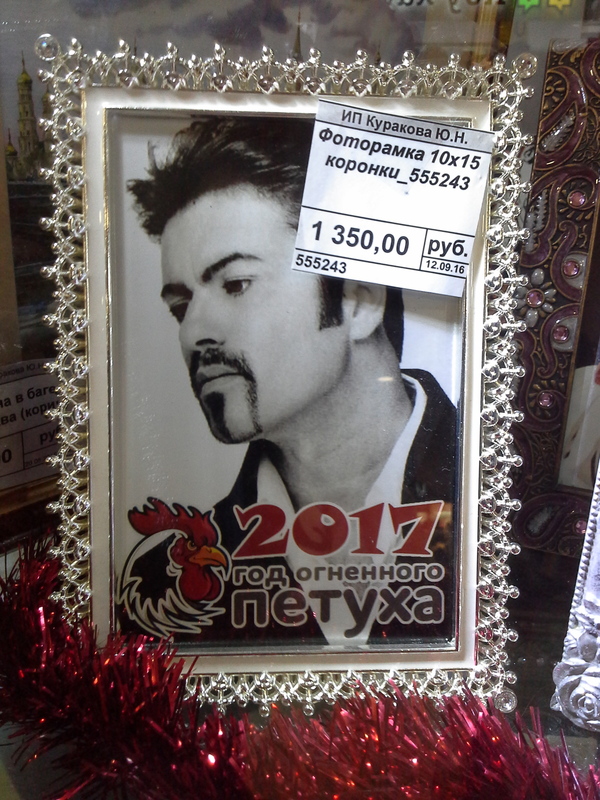 ИП Куракова Ю.Н.
Фоторамка 10х15
коронки_555243
1 350,00 руб.
555243 12.09.16
2017
год огненного
петуха